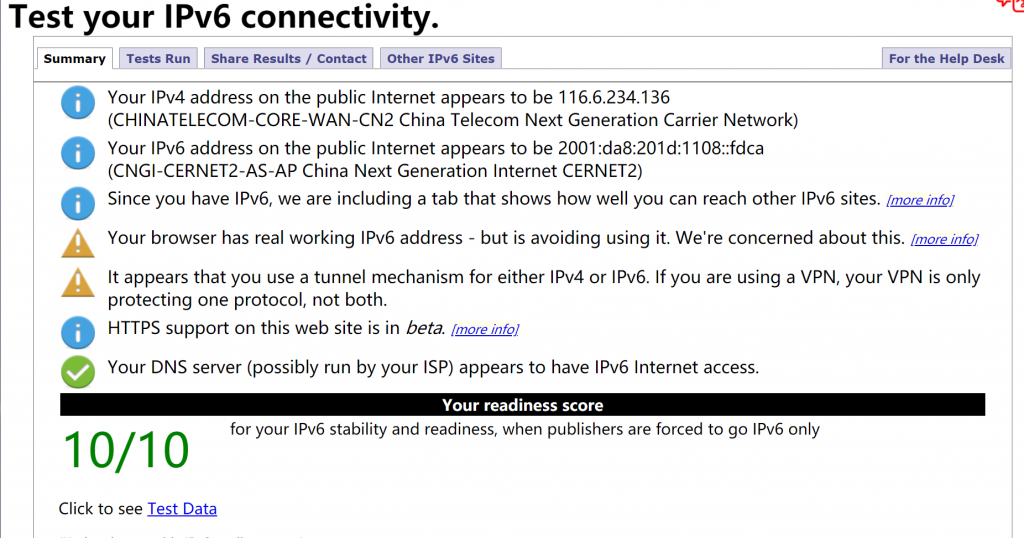 Test your IPv6 connectivity.
Summary
Tests Run
Share Results / Contact
Other IPv6 Sites
For the Help Desk
Your IPv4 address on the public Internet appears to be 116.6.234.136
(CHINATELECOM-CORE-WAN-CN2 China Telecom Next Generation Carrier Network)
Your IPv6 address on the public Internet appears to be 2001:da8:201d:1108::fdca
(CNGI-CERNET2-AS-AP China Next Generation Internet CERNET2)
Since you have IPv6, we are including a tab that shows how well you can reach other IPv6 sites. [more info]
Your browser has real working IPv6 address - but is avoiding using it. We're concerned about this. [more info]
It appears that you use a tunnel mechanism for either IPv4 or IPv6. If you are using a VPN, your VPN is only
protecting one protocol, not both.
HTTPS support on this web site is in beta. [more info]
Your DNS server (possibly run by your ISP) appears to have IPv6 Internet access.
Your readiness score
10/10
for your IPv6 stability and readiness, when publishers are forced to go IPv6 only
Click to see Test Data